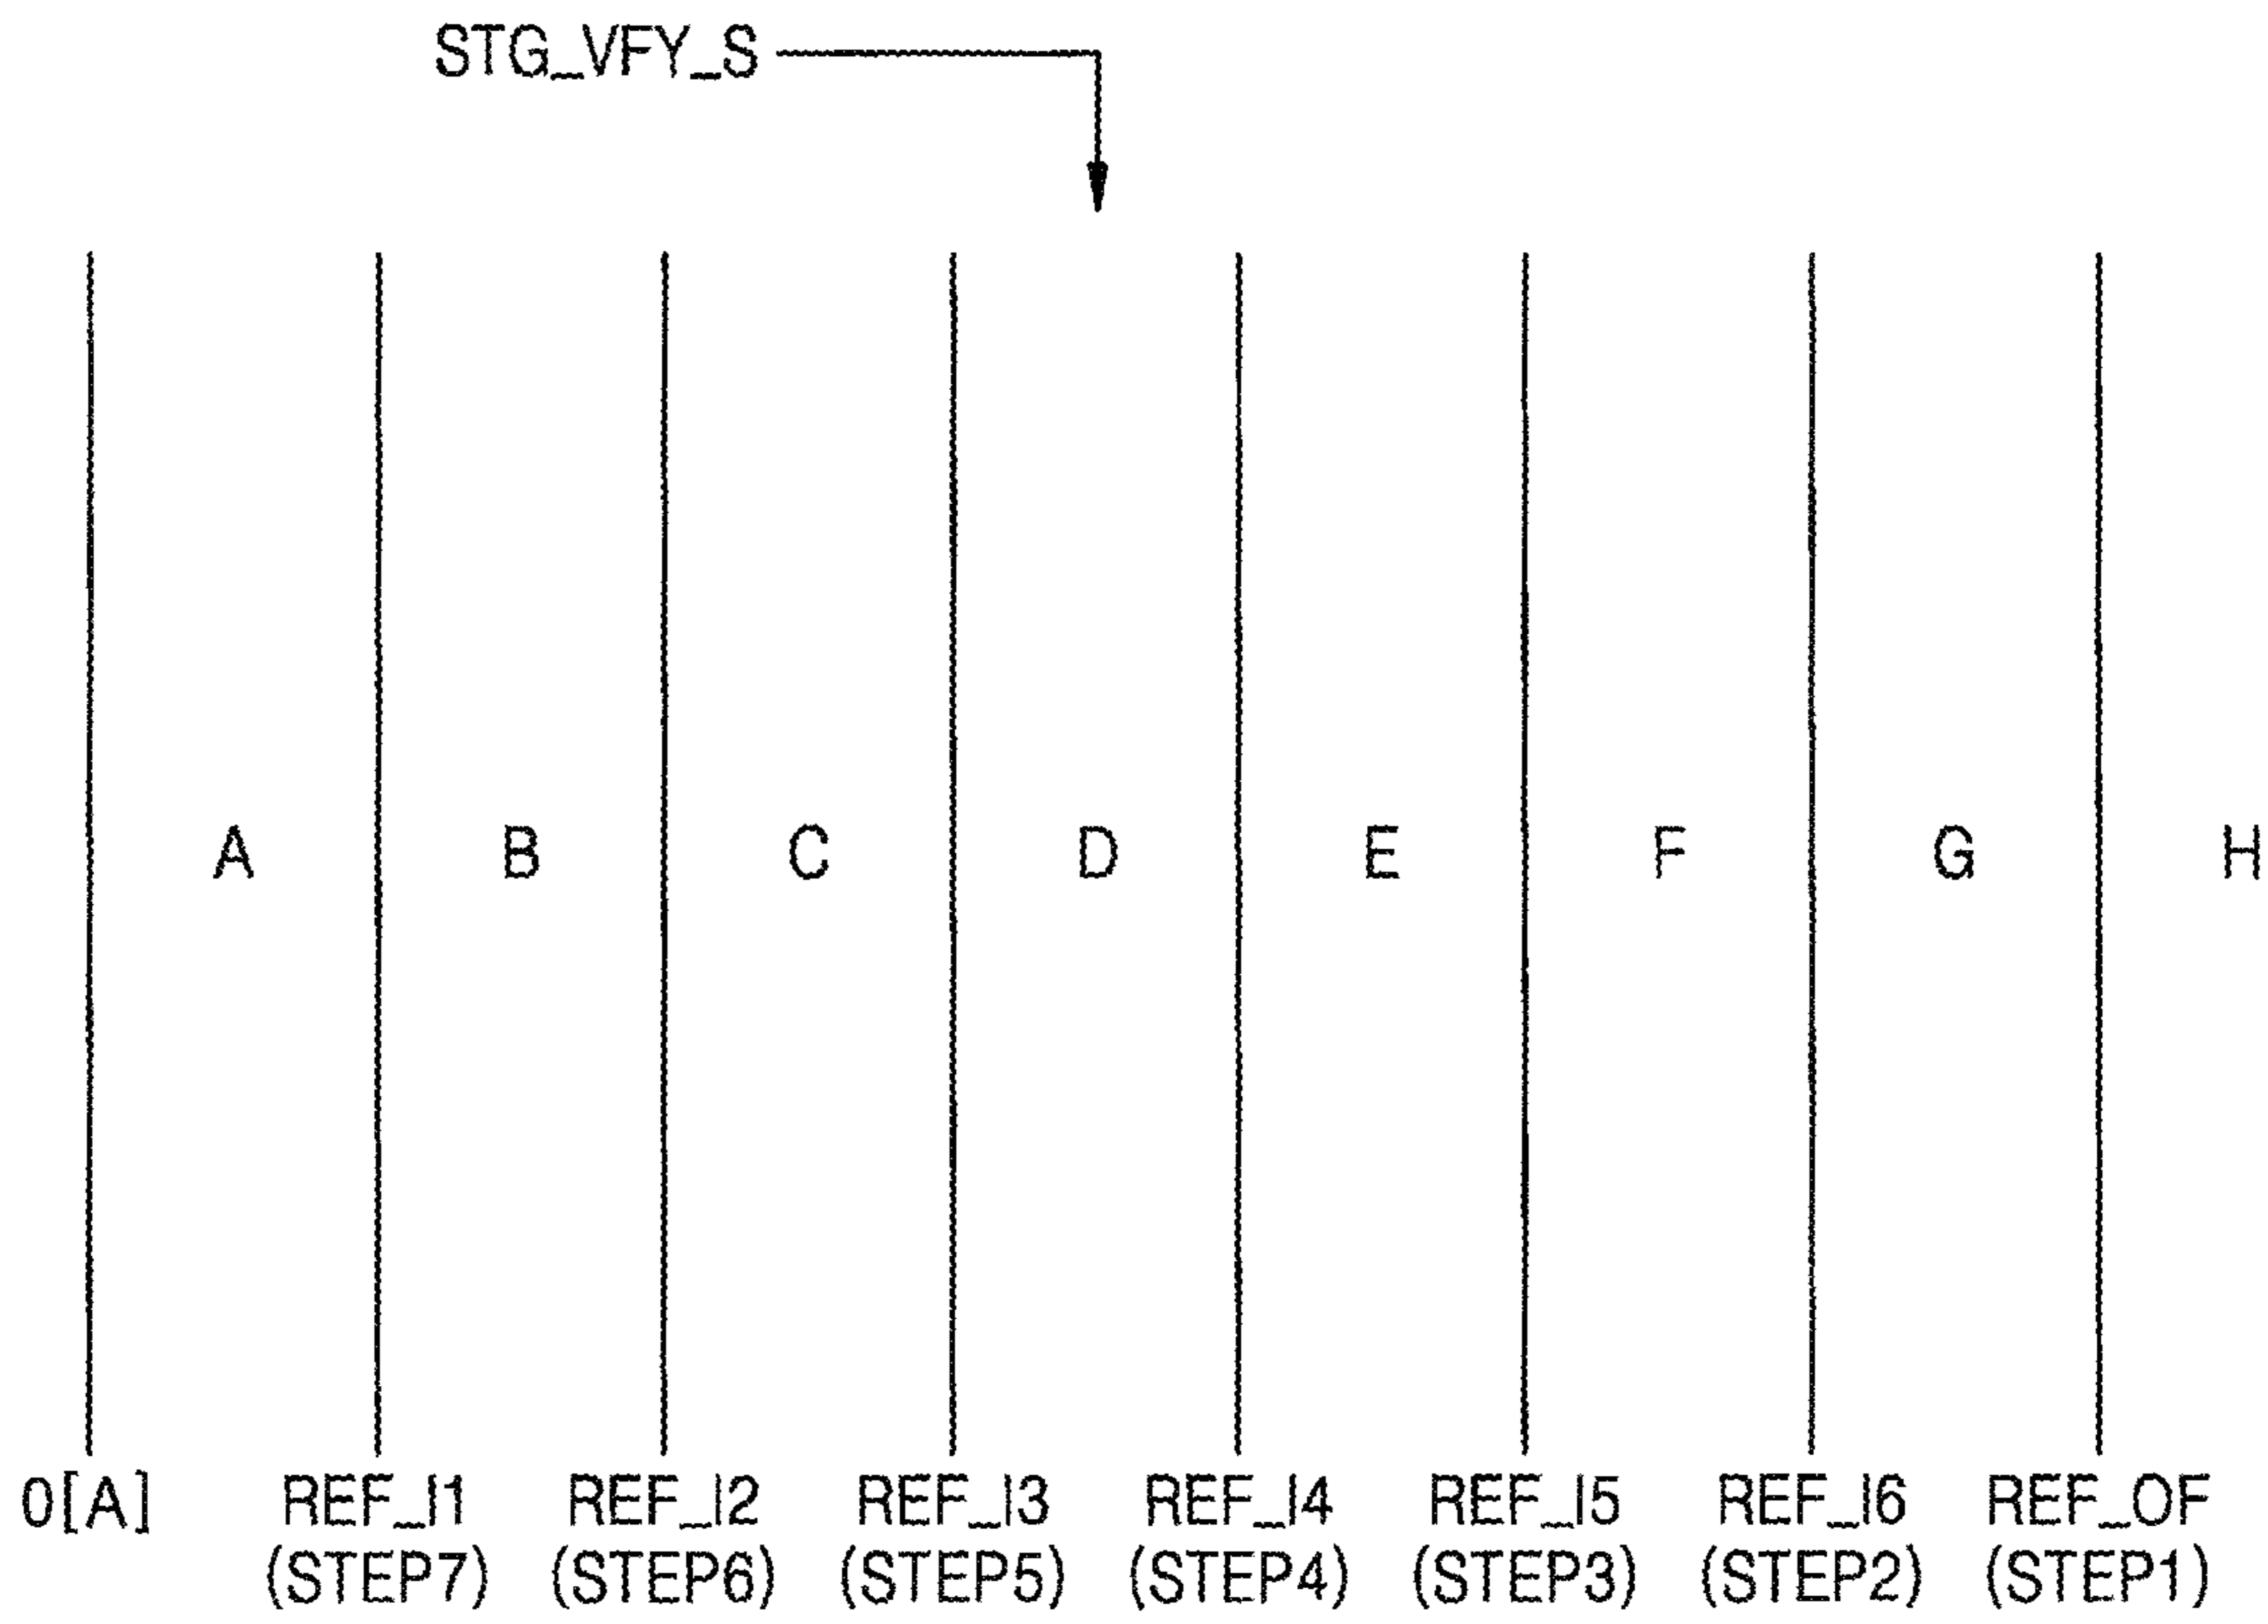 STG_VFY_S
A B C D E F G H
0[A] REF_I1 REF_I2 REF_I3 REF_I4 REF_I5 REF_I6 REF_OF
(STEP7) (STEP6) (STEP5) (STEP4) (STEP3) (STEP2) (STEP1)